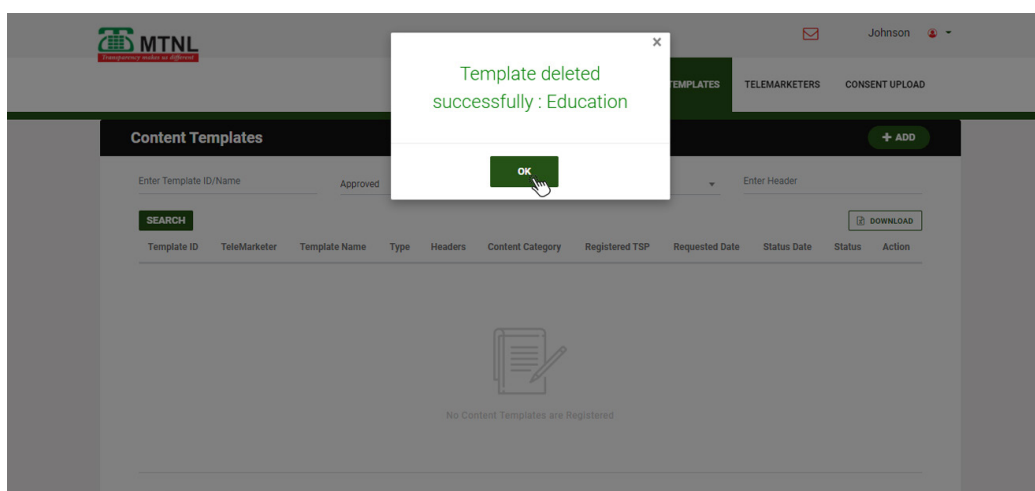 MTNL
Transparency makes us different
Johnson
×
Template deleted
successfully : Education
OK
TEMPLATES
TELEMARKETERS
CONSENT UPLOAD
Content Templates
+ ADD
Enter Template ID/Name
Approved
Enter Header
SEARCH
DOWNLOAD
Template ID TeleMarketer Template Name Type Headers Content Category Registered TSP Requested Date Status Date Status Action
No Content Templates are Registered